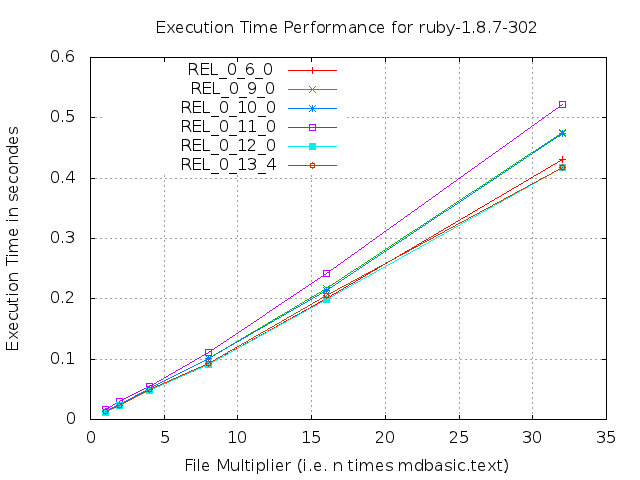 Execution Time Performance for ruby-1.8.7-302
0.6
0.5
0.4
0.3
0.2
0.1
0
REL_0_6_0
REL_0_9_0
REL_0_10_0
REL_0_11_0
REL_0_12_0
REL_0_13_4
Execution Time in secondes
0 5 10 15 20 25 30 35
File Multiplier (i.e. n times mdbasic.text)